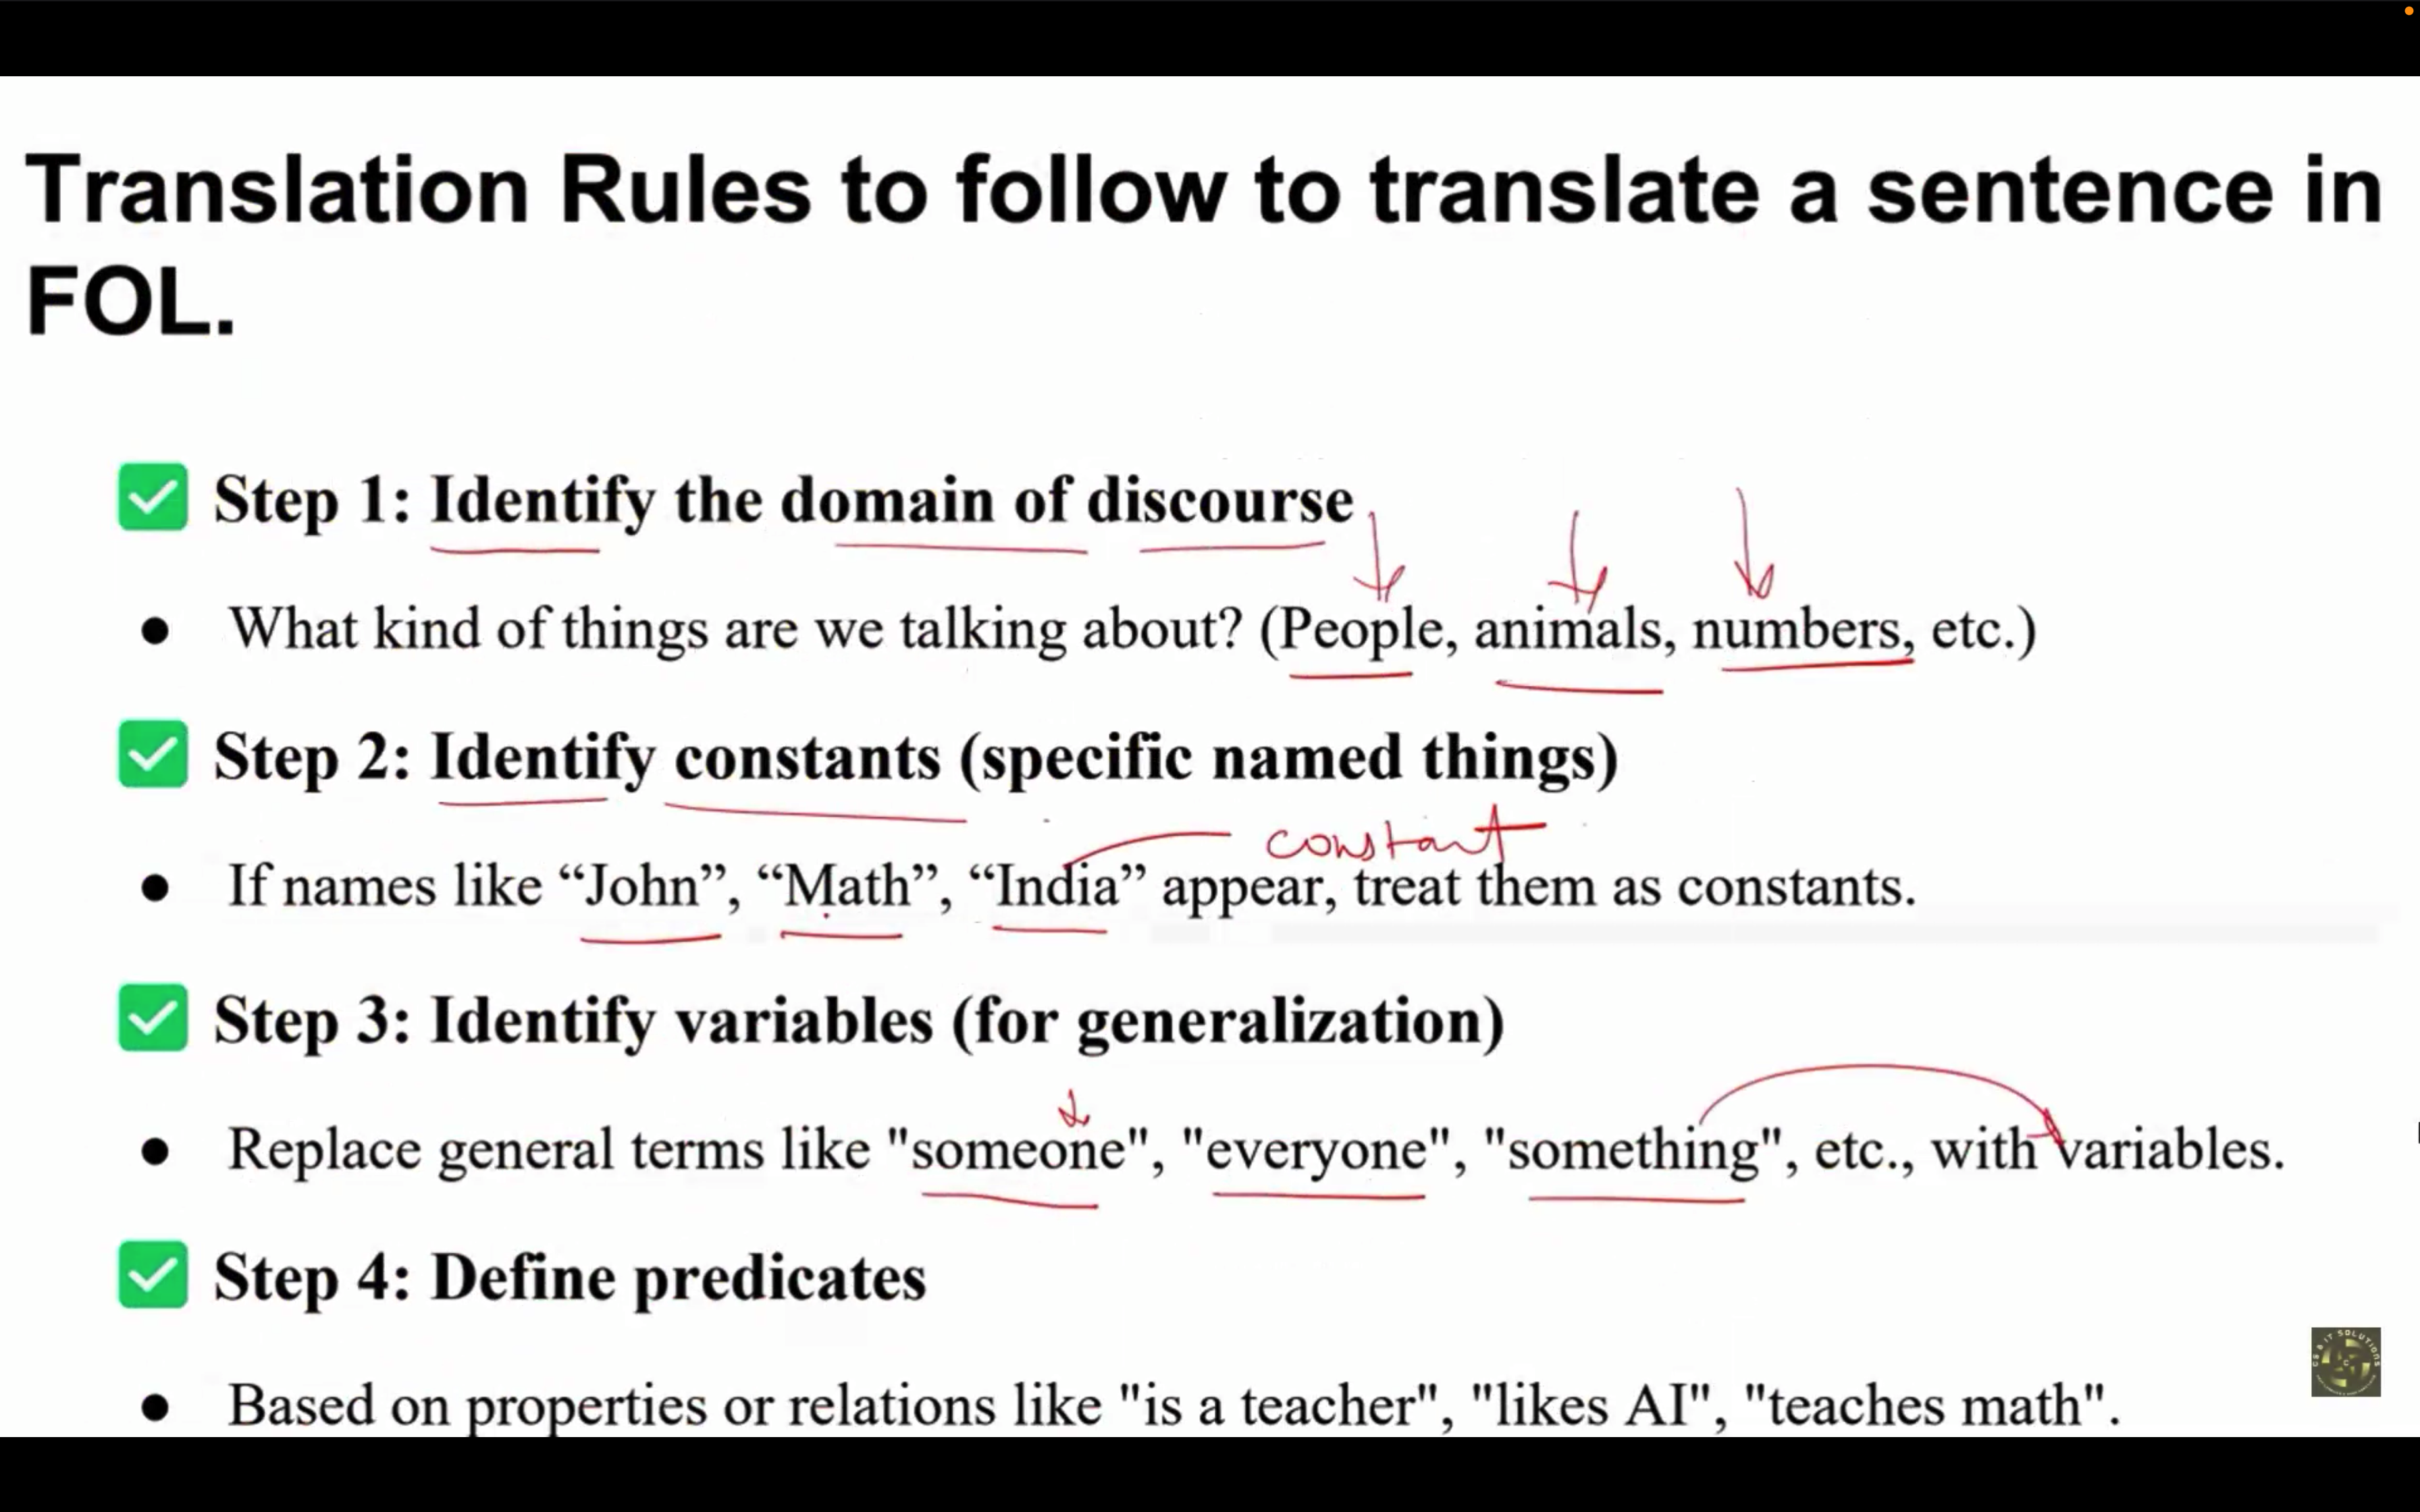 Translation Rules to follow to translate a sentence in
FOL.
✅ Step 1: Identify the domain of discourse
● What kind of things are we talking about? (People, animals, numbers, etc.)
✅ Step 2: Identify constants (specific named things)
constant
● If names like “John”, “Math”, “India” appear, treat them as constants.
✅ Step 3: Identify variables (for generalization)
● Replace general terms like "someone", "everyone", "something", etc., with variables.
✅ Step 4: Define predicates
● Based on properties or relations like "is a teacher", "likes AI", "teaches math".
CS & IT SOLUTIONS